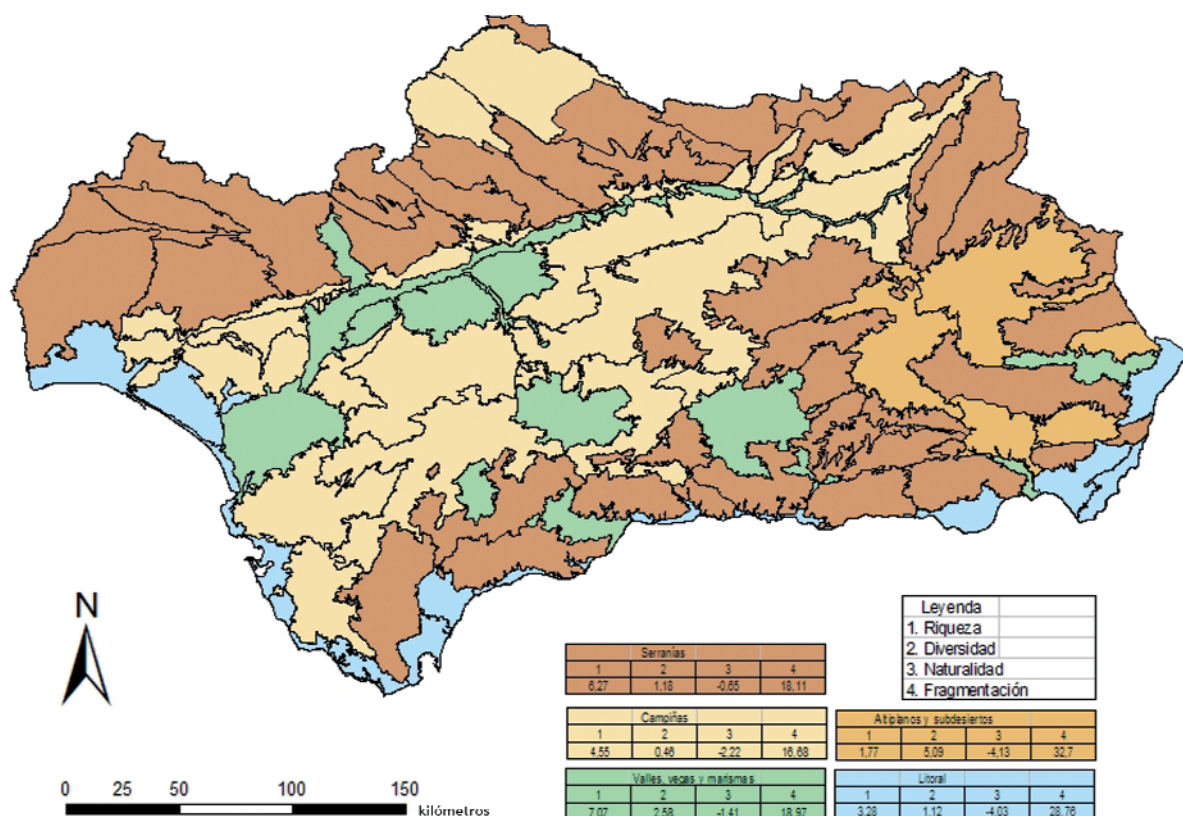 N
0 25 50 100 150
kilómetros
Leyenda
1. Riqueza
2. Diversidad
3. Naturalidad
4. Fragmentación
Serranías
1 2 3 4
6,27 1,18 -0,65 18,11
Campiñas
1 2 3 4
4,55 0,46 -2,22 16,68
Altiplanos y subdesiertos
1 2 3 4
1,77 5,09 -4,13 32,7
Valles, vegas y marismas
1 2 3 4
7,07 2,58 -1,41 18,97
Litoral
1 2 3 4
3,28 1,12 -4,03 28,76